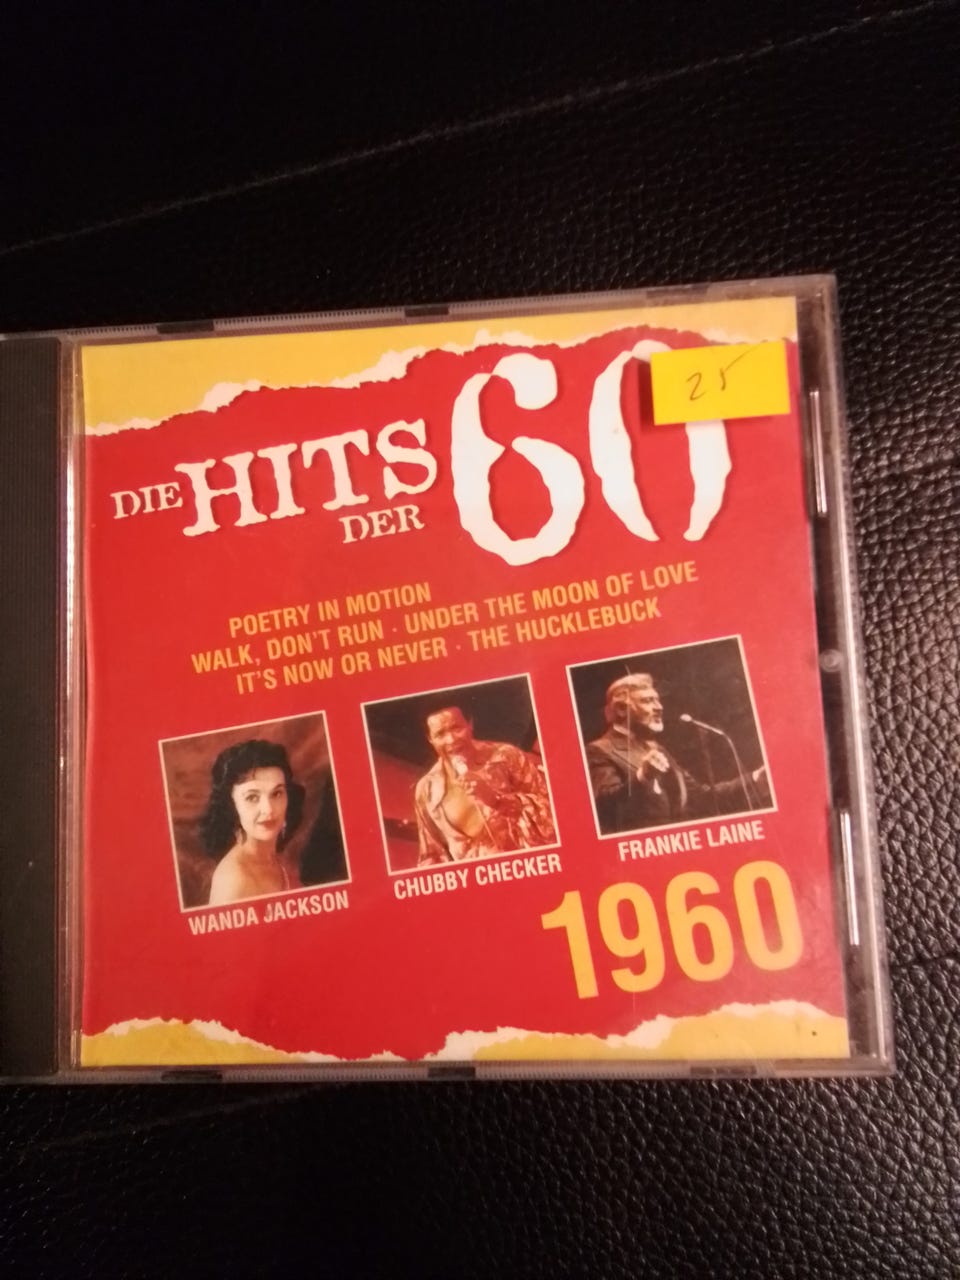 25
DIE HITS DER 60
POETRY IN MOTION
WALK, DON'T RUN · UNDER THE MOON OF LOVE
IT'S NOW OR NEVER · THE HUCKLEBUCK
WANDA JACKSON
CHUBBY CHECKER
FRANKIE LAINE
1960